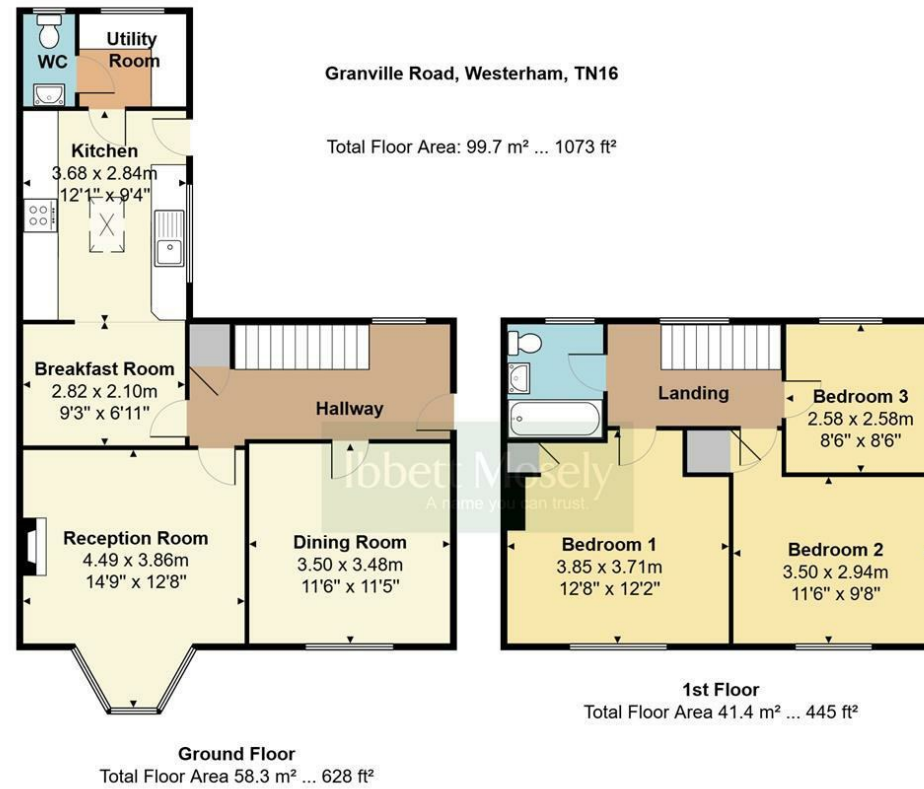 Granville Road, Westerham, TN16
Total Floor Area: 99.7 m² ... 1073 ft²
WC
Utility
Room
Kitchen
3.68 x 2.84m
12'1" x 9'4"
Breakfast Room
2.82 x 2.10m
9'3" x 6'11"
Hallway
Reception Room
4.49 x 3.86m
14'9" x 12'8"
Dining Room
3.50 x 3.48m
11'6" x 11'5"
Ibbett Mosely
A name you can trust.
Landing
Bedroom 3
2.58 x 2.58m
8'6" x 8'6"
Bedroom 1
3.85 x 3.71m
12'8" x 12'2"
Bedroom 2
3.50 x 2.94m
11'6" x 9'8"
1st Floor
Total Floor Area 41.4 m² ... 445 ft²
Ground Floor
Total Floor Area 58.3 m² ... 628 ft²